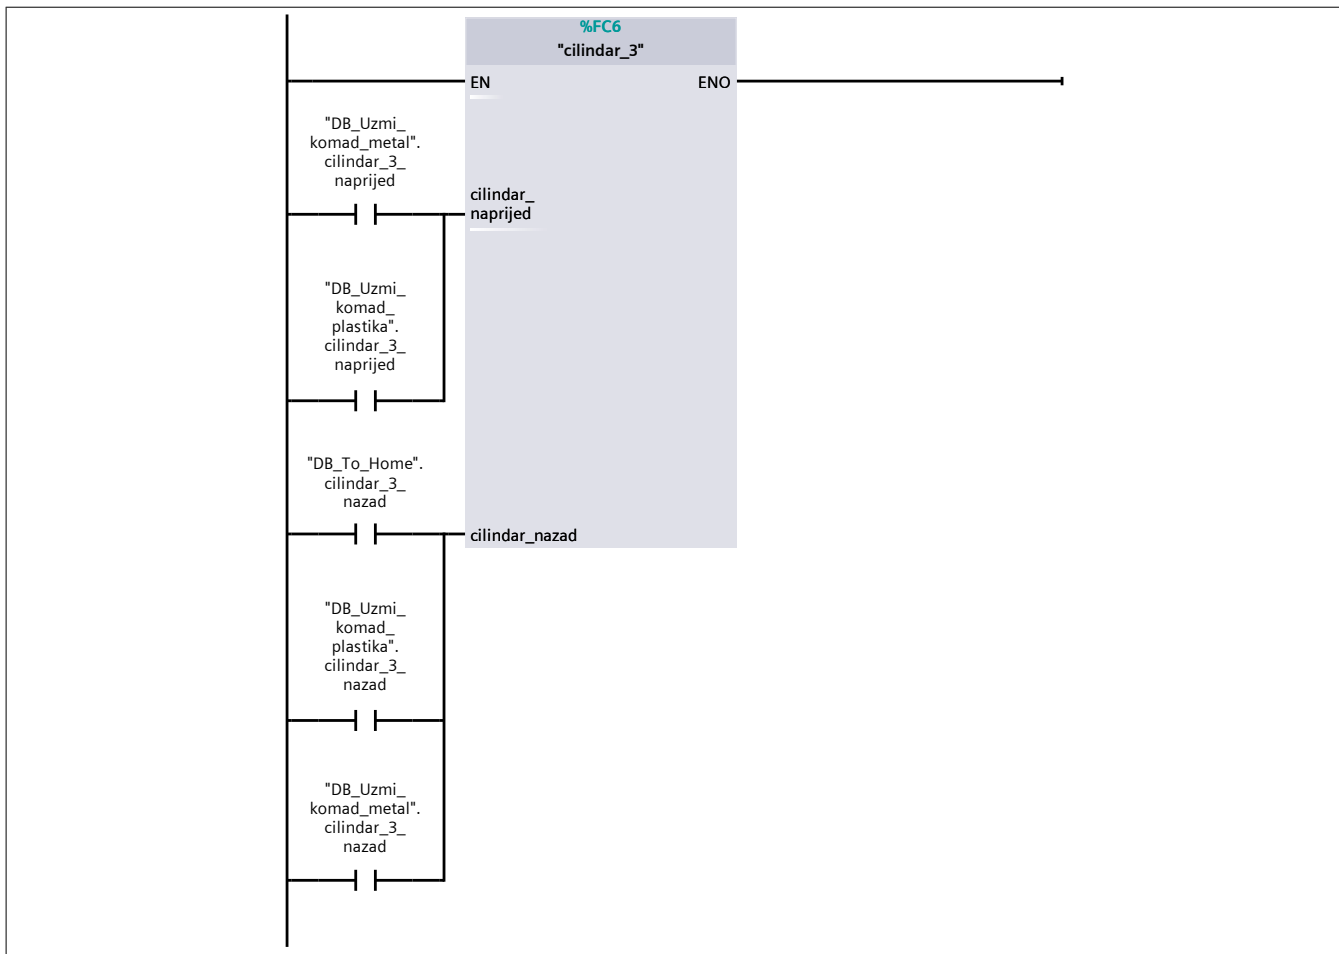 %FC6
"cilindar_3"
EN
ENO
"DB_Uzmi_
komad_metal".
cilindar_3_
naprijed
cilindar_
naprijed
"DB_Uzmi_
komad_
plastika".
cilindar_3_
naprijed
"DB_To_Home".
cilindar_3_
nazad
cilindar_nazad
"DB_Uzmi_
komad_
plastika".
cilindar_3_
nazad
"DB_Uzmi_
komad_metal".
cilindar_3_
nazad